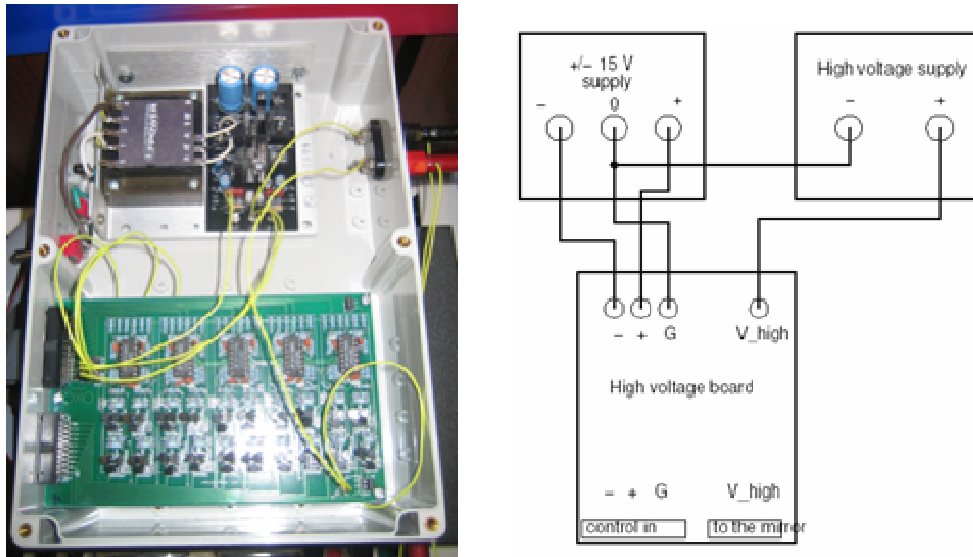 +/- 15 V
supply
- 0 +
High voltage supply
- +
- + G V_high
High voltage board
- + G V_high
control in to the mirror